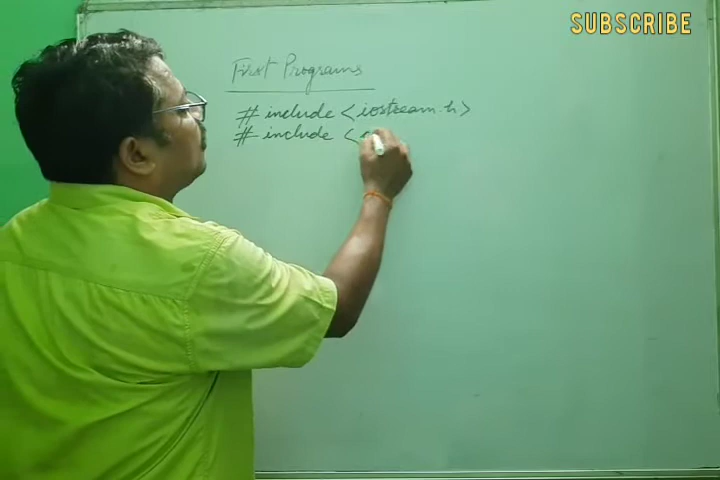 SUBSCRIBE
First Programs
# include <iostream.h>
# include <